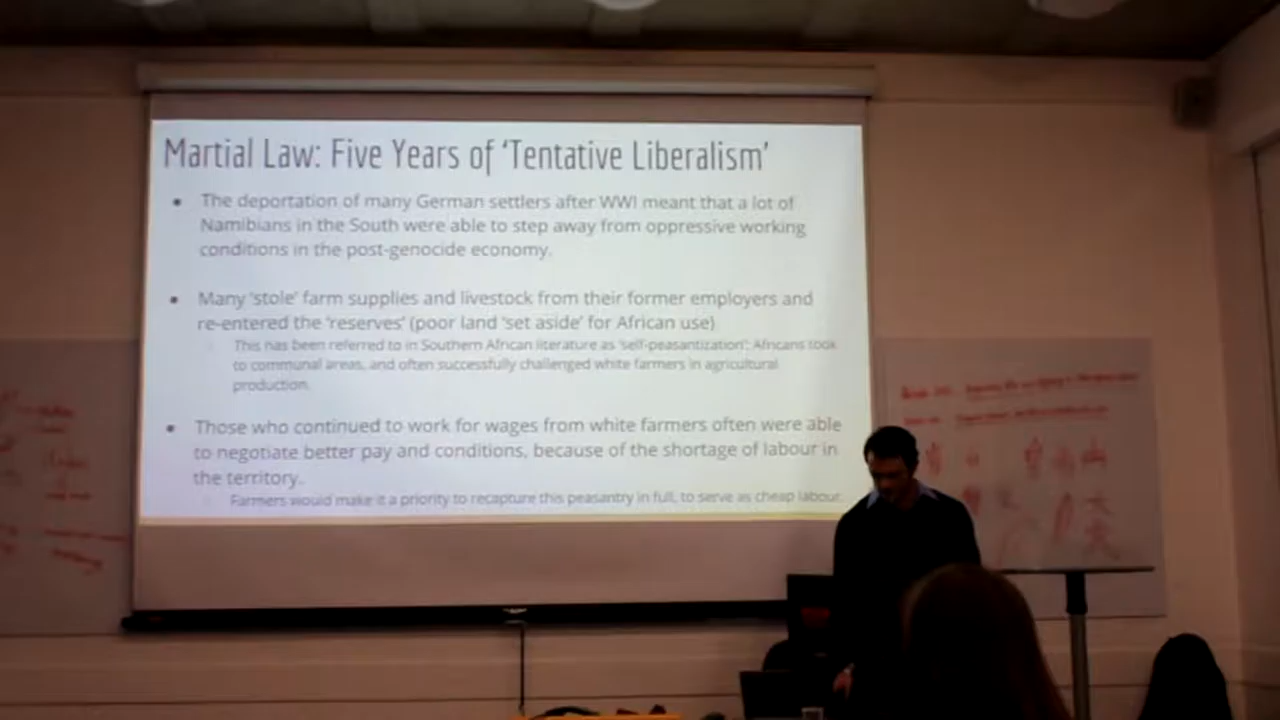 Martial Law: Five Years of ‘Tentative Liberalism’
● The deportation of many German settlers after WWI meant that a lot of
Namibians in the South were able to step away from oppressive working
conditions in the post-genocide economy.
● Many ‘stole’ farm supplies and livestock from their former employers and
re-entered the ‘reserves’ (poor land ‘set aside’ for African use)
This has been referred to in Southern African literature as ‘self-peasantization’: Africans took
to communal areas, and often successfully challenged white farmers in agricultural
production.
● Those who continued to work for wages from white farmers often were able
to negotiate better pay and conditions, because of the shortage of labour in
the territory.
Farmers would make it a priority to recapture this peasantry in full, to serve as cheap labour.